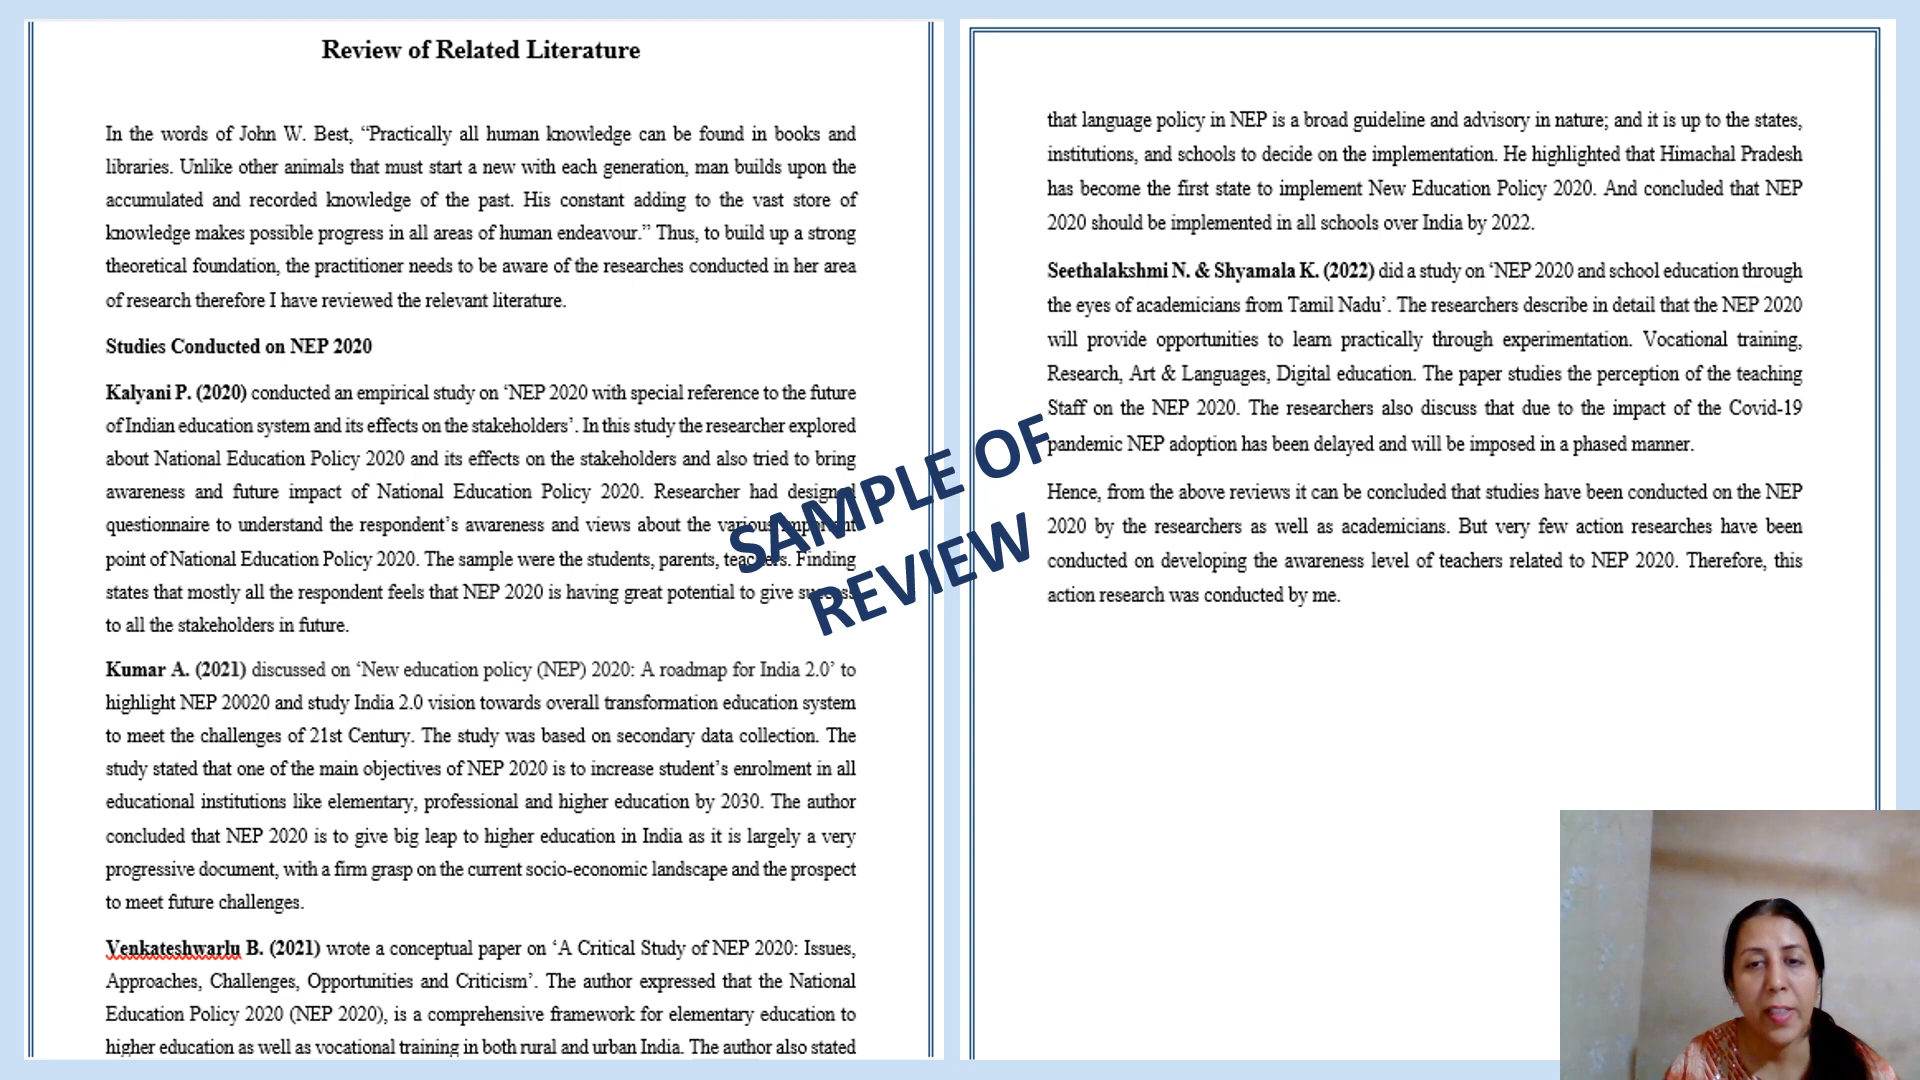 Review of Related Literature
In the words of John W. Best, “Practically all human knowledge can be found in books and
libraries. Unlike other animals that must start a new with each generation, man builds upon the
accumulated and recorded knowledge of the past. His constant adding to the vast store of
knowledge makes possible progress in all areas of human endeavour.” Thus, to build up a strong
theoretical foundation, the practitioner needs to be aware of the researches conducted in her area
of research therefore I have reviewed the relevant literature.
Studies Conducted on NEP 2020
Kalyani P. (2020) conducted an empirical study on ‘NEP 2020 with special reference to the future
of Indian education system and its effects on the stakeholders’. In this study the researcher explored
about National Education Policy 2020 and its effects on the stakeholders and also tried to bring
awareness and future impact of National Education Policy 2020. Researcher had designed
questionnaire to understand the respondent’s awareness and views about the various important
point of National Education Policy 2020. The sample were the students, parents, teachers. Finding
states that mostly all the respondent feels that NEP 2020 is having great potential to give success
to all the stakeholders in future.
Kumar A. (2021) discussed on ‘New education policy (NEP) 2020: A roadmap for India 2.0’ to
highlight NEP 20020 and study India 2.0 vision towards overall transformation education system
to meet the challenges of 21st Century. The study was based on secondary data collection. The
study stated that one of the main objectives of NEP 2020 is to increase student’s enrolment in all
educational institutions like elementary, professional and higher education by 2030. The author
concluded that NEP 2020 is to give big leap to higher education in India as it is largely a very
progressive document, with a firm grasp on the current socio-economic landscape and the prospect
to meet future challenges.
Venkateshwarlu B. (2021) wrote a conceptual paper on ‘A Critical Study of NEP 2020: Issues,
Approaches, Challenges, Opportunities and Criticism’. The author expressed that the National
Education Policy 2020 (NEP 2020), is a comprehensive framework for elementary education to
higher education as well as vocational training in both rural and urban India. The author also stated
that language policy in NEP is a broad guideline and advisory in nature; and it is up to the states,
institutions, and schools to decide on the implementation. He highlighted that Himachal Pradesh
has become the first state to implement New Education Policy 2020. And concluded that NEP
2020 should be implemented in all schools over India by 2022.
Seethalakshmi N. & Shyamala K. (2022) did a study on ‘NEP 2020 and school education through
the eyes of academicians from Tamil Nadu’. The researchers describe in detail that the NEP 2020
will provide opportunities to learn practically through experimentation. Vocational training,
Research, Art & Languages, Digital education. The paper studies the perception of the teaching
Staff on the NEP 2020. The researchers also discuss that due to the impact of the Covid-19
pandemic NEP adoption has been delayed and will be imposed in a phased manner.
Hence, from the above reviews it can be concluded that studies have been conducted on the NEP
2020 by the researchers as well as academicians. But very few action researches have been
conducted on developing the awareness level of teachers related to NEP 2020. Therefore, this
action research was conducted by me.
SAMPLE OF
REVIEW